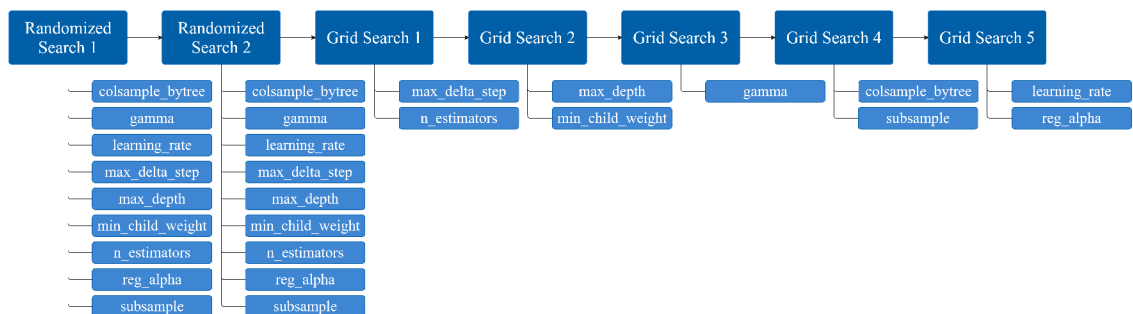 Randomized
Search 1
Randomized
Search 2
Grid Search 1
Grid Search 2
Grid Search 3
Grid Search 4
Grid Search 5
colsample_bytree
gamma
learning_rate
max_delta_step
max_depth
min_child_weight
n_estimators
reg_alpha
subsample
colsample_bytree
gamma
learning_rate
max_delta_step
max_depth
min_child_weight
n_estimators
reg_alpha
subsample
max_delta_step
n_estimators
max_depth
min_child_weight
gamma
colsample_bytree
subsample
learning_rate
reg_alpha